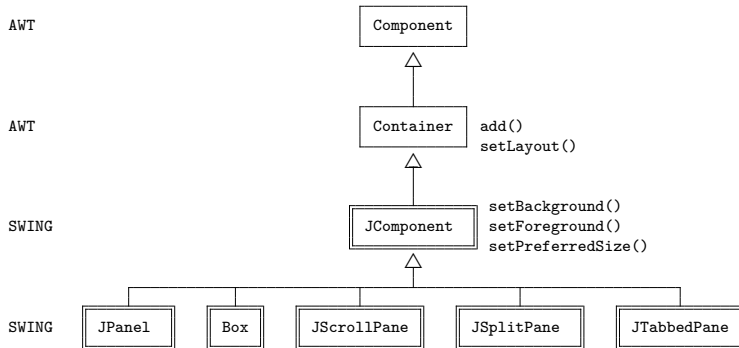 AWT Component
AWT Container add()
setLayout()
setBackground()
SWING JComponent setForeground()
setPreferredSize()
SWING JPanel Box JScrollPane JSplitPane JTabbedPane